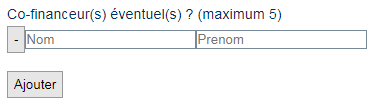 Co-financeur(s) éventuel(s) ? (maximum 5)
- Nom Prenom
Ajouter